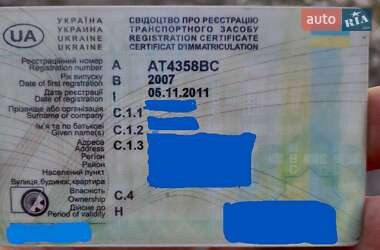 УКРАЇНА
УКРАИНА
UKRAINE
UA
СВІДОЦТВО ПРО РЕЄСТРАЦІЮ
ТРАНСПОРТНОГО ЗАСОБУ
REGISTRATION CERTIFICATE
CERTIFICAT D'IMMATRICULATION
auto RIA
Реєстраційний номер A AT4358BC
Registration number
Рік випуску B 2007
Date of first registration
Дата реєстрації I 05.11.2011
Date of registration
Прізвище або організація C.1.1
Surname or company
Ім'я та по батькові C.1.2
Given name(s)
Адреса C.1.3
Address
Регіон
Район
Населений пункт
Вулиця, будинок, квартира
Власність C.4
Ownership
Дійсне до H
Period of validity